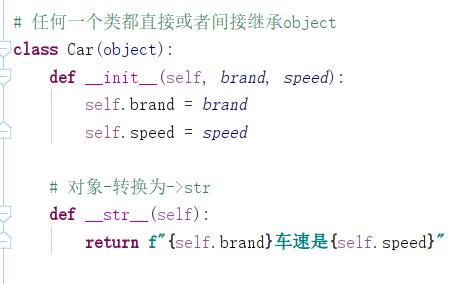 # 任何一个类都直接或者间接继承object
class Car(object):
    def __init__(self, brand, speed):
        self.brand = brand
        self.speed = speed

    # 对象-转换为->str
    def __str__(self):
        return f"{self.brand}车速是{self.speed}"